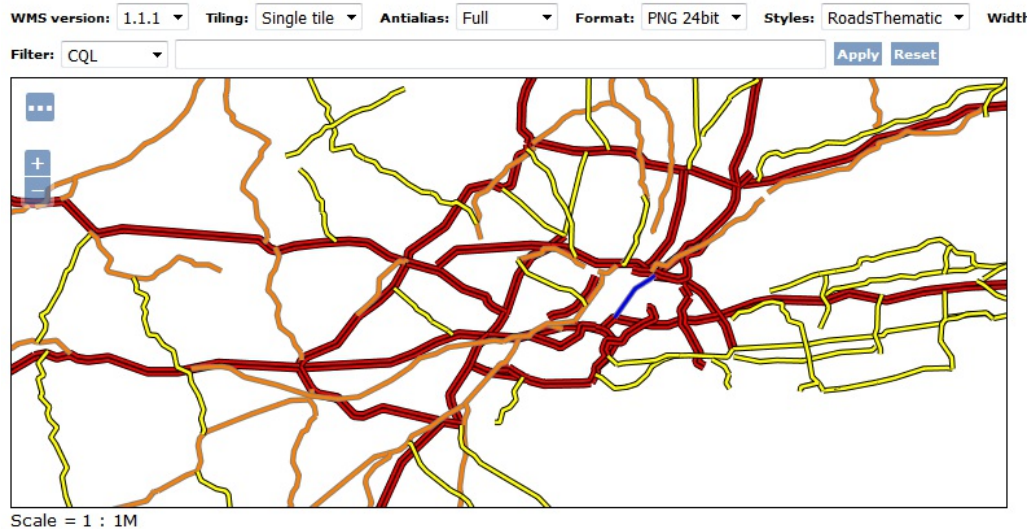 WMS version: 1.1.1 Tiling: Single tile Antialias: Full Format: PNG 24bit Styles: RoadsThematic Width
Filter: CQL Apply Reset
...
+
−
Scale = 1 : 1M